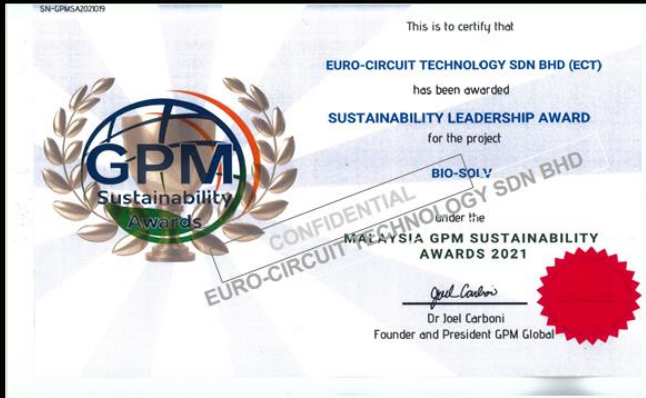 SN-GPMSA2021019
This is to certify that
EURO-CIRCUIT TECHNOLOGY SDN BHD (ECT)
has been awarded
SUSTAINABILITY LEADERSHIP AWARD
for the project
BIO-SOLV
under the
MALAYSIA GPM SUSTAINABILITY
AWARDS 2021
Joel Carboni
Dr Joel Carboni
Founder and President GPM Global
GPM
Sustainability
Awards
CONFIDENTIAL
EURO-CIRCUIT TECHNOLOGY SDN BHD